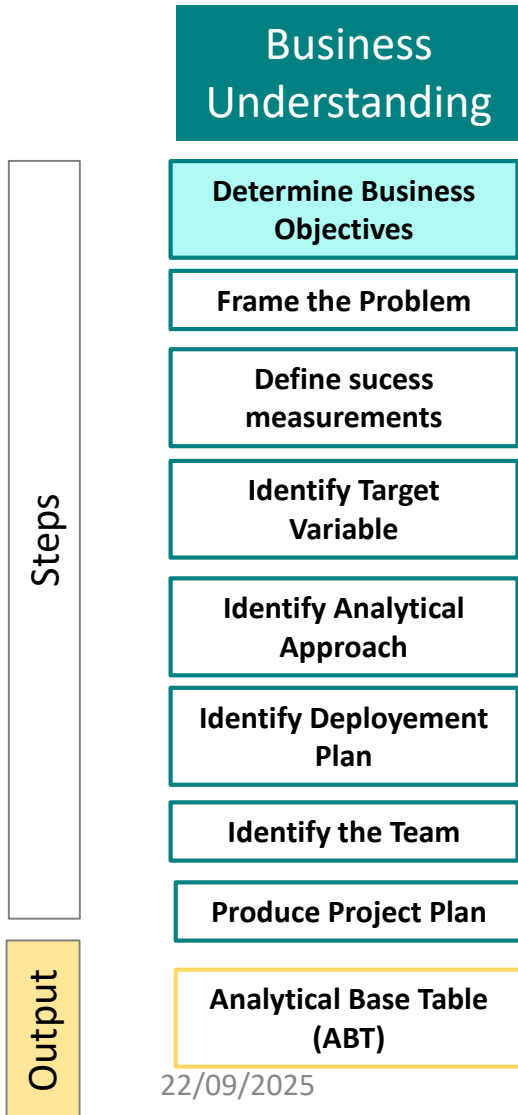 Business
Understanding
Steps
Determine Business
Objectives
Frame the Problem
Define sucess
measurements
Identify Target
Variable
Identify Analytical
Approach
Identify Deployement
Plan
Identify the Team
Produce Project Plan
Output
Analytical Base Table
(ABT)
22/09/2025